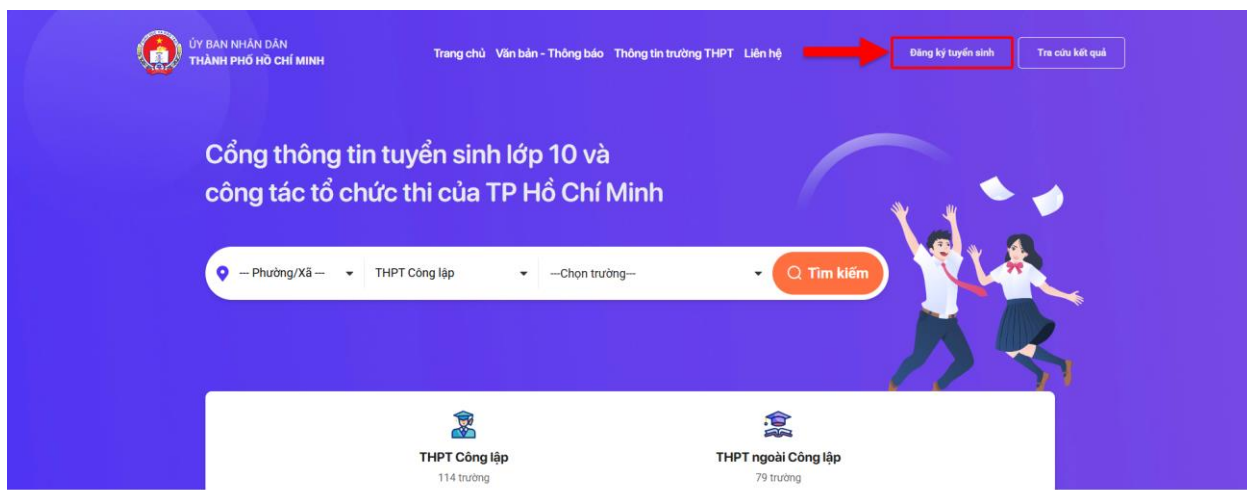 ỦY BAN NHÂN DÂN
THÀNH PHỐ HỒ CHÍ MINH
Trang chủ Văn bản - Thông báo Thông tin trường THPT Liên hệ Đăng ký tuyển sinh Tra cứu kết quả
Cổng thông tin tuyển sinh lớp 10 và
công tác tổ chức thi của TP Hồ Chí Minh
--- Phường/Xã --- THPT Công lập ---Chọn trường--- Tìm kiếm
THPT Công lập
114 trường
THPT ngoài Công lập
79 trường